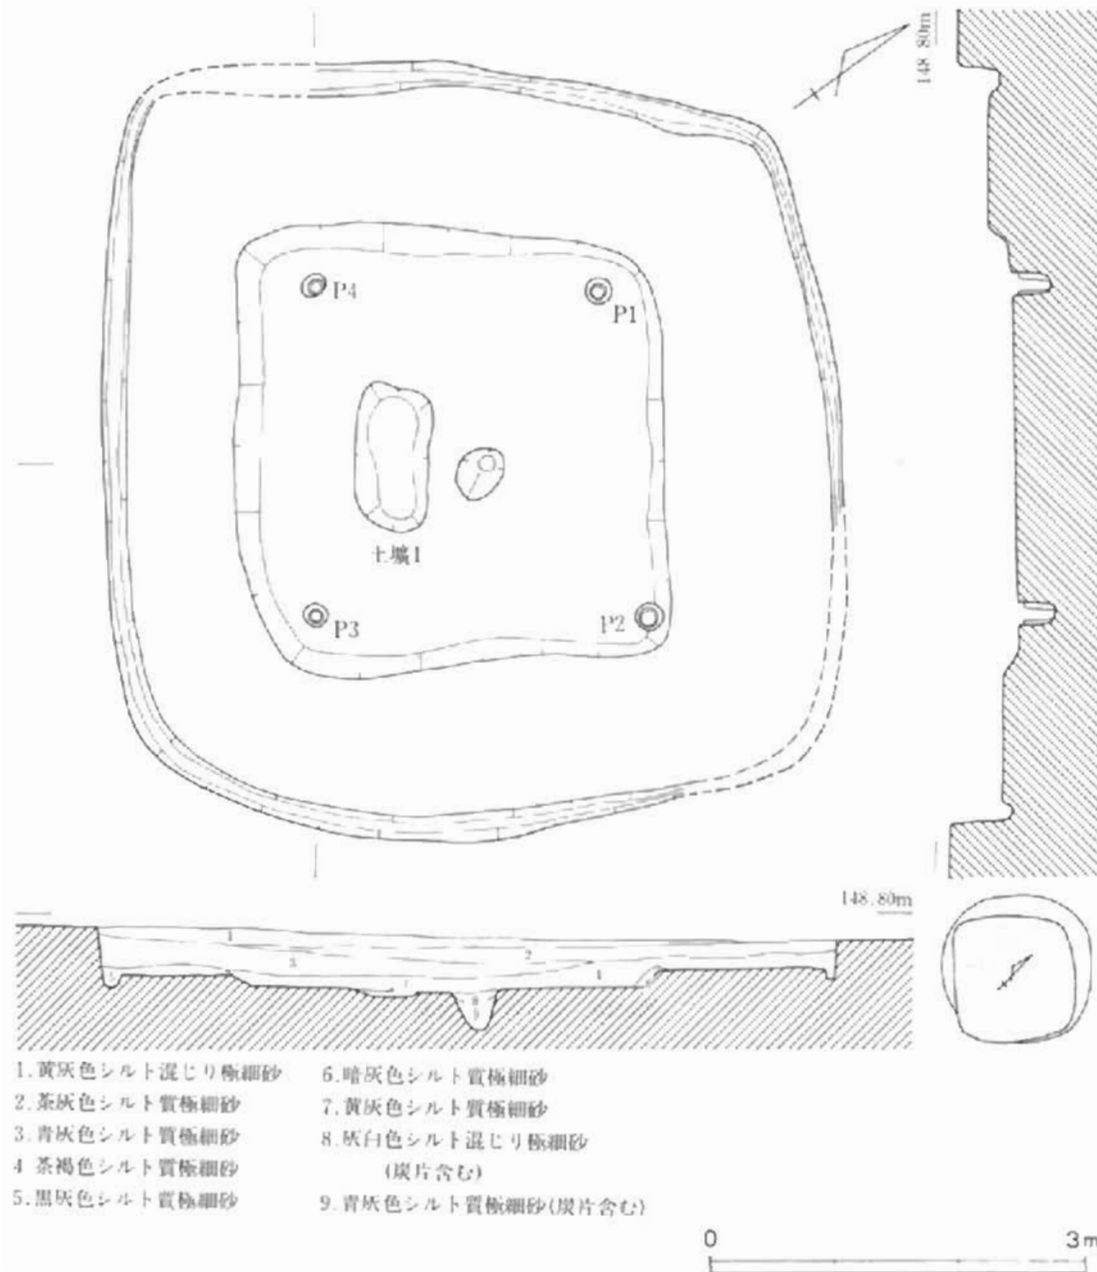 148.80m
P4
P1
土壙1
P3
P2
148.80m
1
2
3
1.黄灰色シルト混じり極細砂
2.茶灰色シルト質極細砂
3.青灰色シルト質極細砂
4 茶褐色シルト質極細砂
5.黒灰色シルト質極細砂
6.暗灰色シルト質極細砂
7.黄灰色シルト質極細砂
8.灰白色シルト混じり極細砂
(炭片含む)
9.青灰色シルト質極細砂(炭片含む)
0
3m